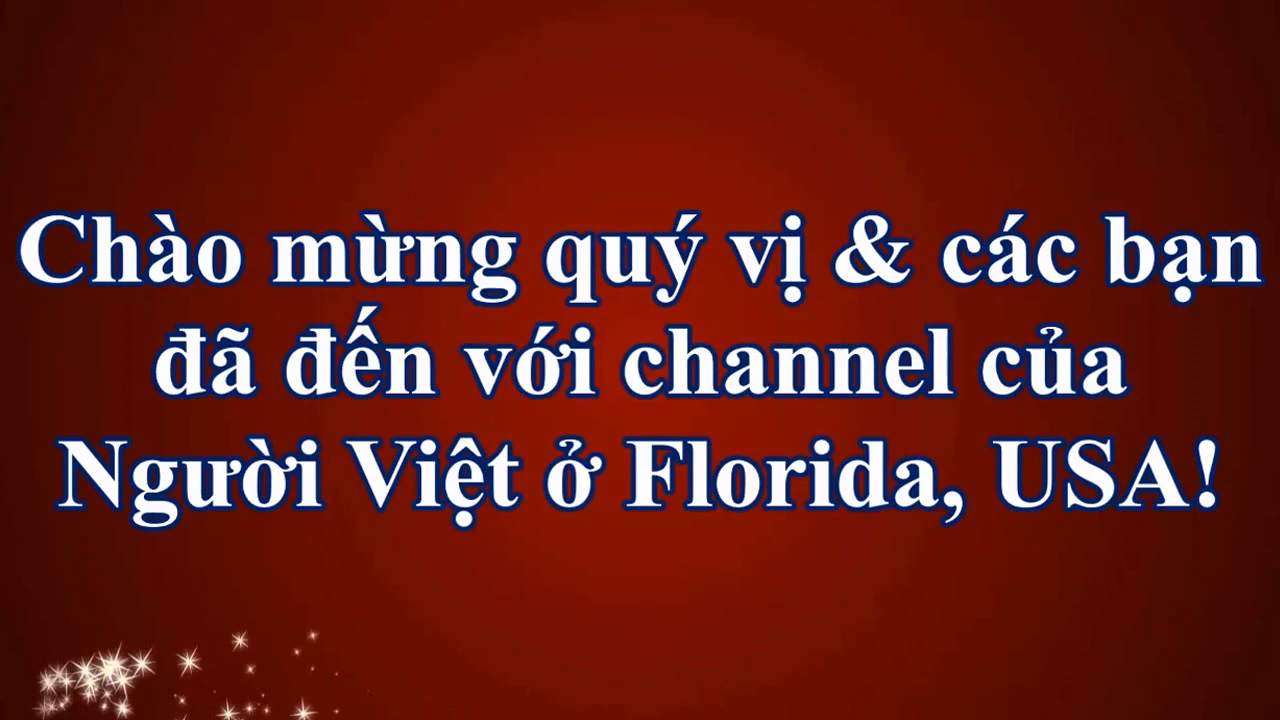 Chào mừng quý vị & các bạn
đã đến với channel của
Người Việt ở Florida, USA!